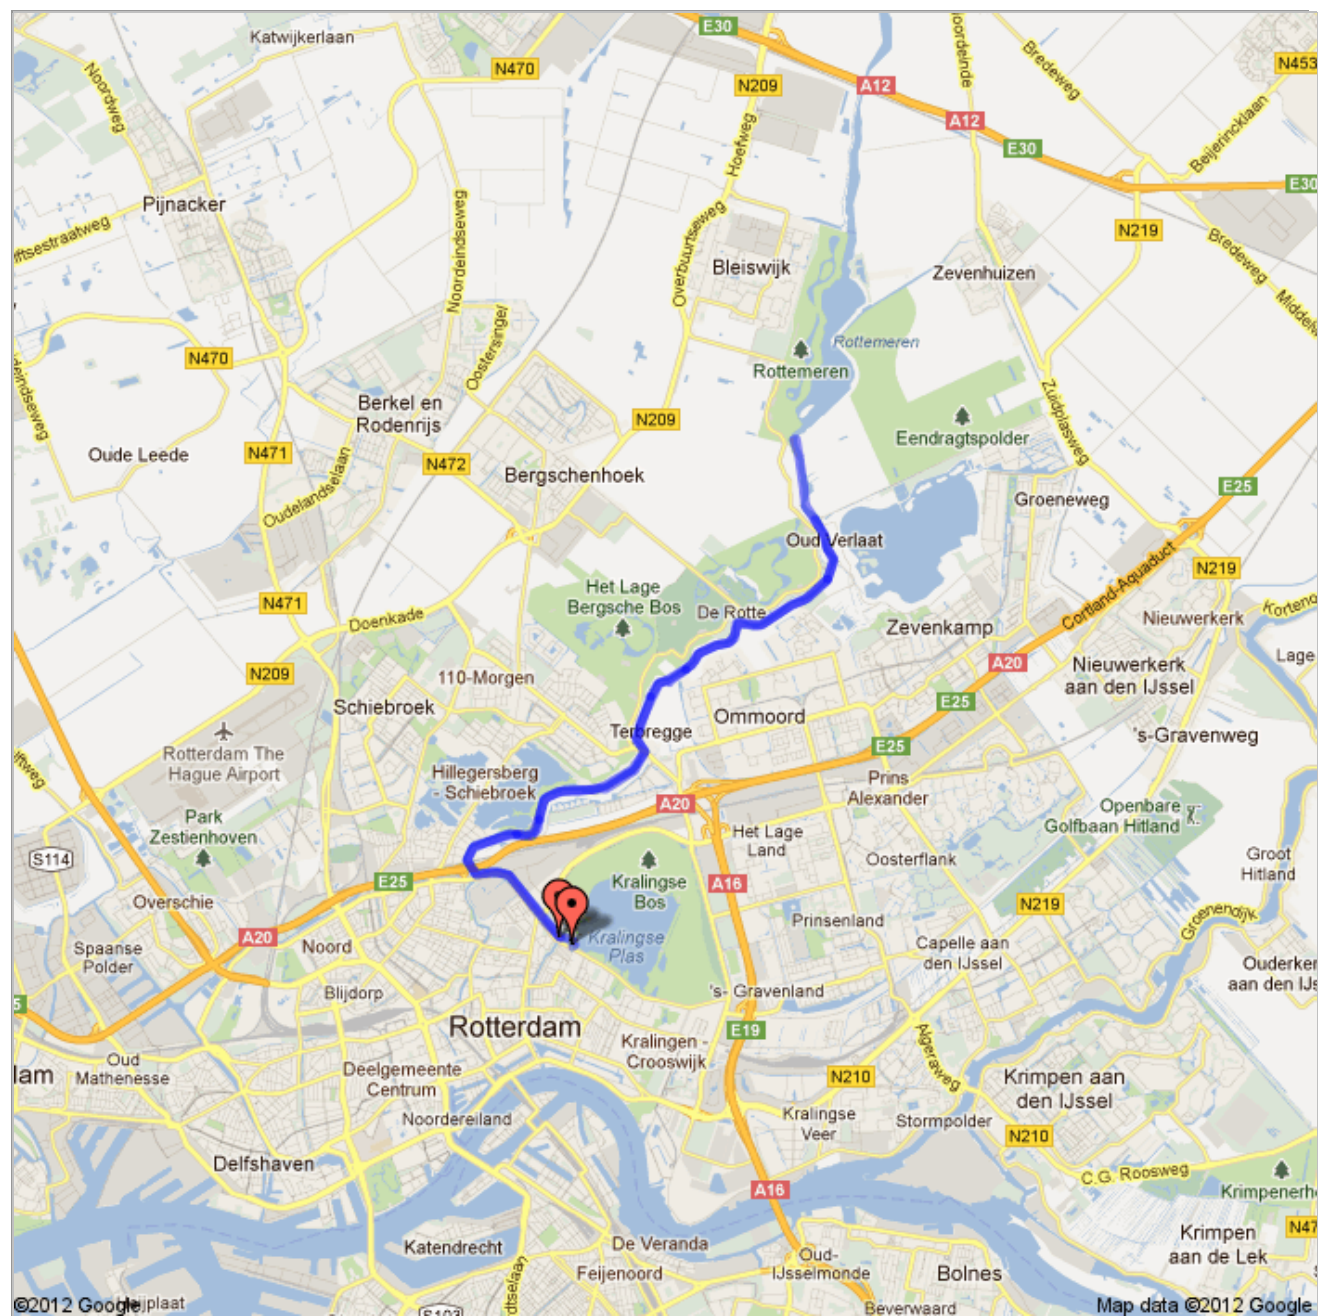 Katwijkerlaan
Noordweg
N470
E30
N209
A12
Noordeinde
Bredeweg
N453
A12
E30
Beijerincklaan
E30
Hoefweg
Pijnacker
Noordeindseweg
Overbuurtseweg
Bleiswijk
Zevenhuizen
N219
Bredeweg
Rottemeren
Rottemeren
N470
Oostersingel
Berkel en
Rodenrijs
N209
Eendragtspolder
Zuidplasweg
Oude Leede
N471
N472
Oudelandselaan
Bergschenhoek
Groeneweg
E25
Oud Verlaat
Cortland-Aquaduct
N219
Het Lage
Bergsche Bos
De Rotte
N471
Doenkade
Zevenkamp
Nieuwerkerk
N209
110-Morgen
A20
Nieuwerkerk
aan den IJssel
Lage
Schiebroek
Ommoord
E25
Terbregge
E25
's-Gravenweg
Rotterdam The
Hague Airport
Hillegersberg
- Schiebroek
Prins
Alexander
A20
Openbare
Golfbaan Hitland
Park
Zestienhoven
Het Lage
Land
S114
Oosterflank
Groot
Hitland
E25
Kralingse
Bos
A16
Overschie
N219
Groenendijk
Prinsenland
A20
Noord
Spaanse
Polder
Kralingse
Plas
Capelle aan
den IJssel
Blijdorp
's- Gravenland
Rotterdam
E19
Kralingen -
Crooswijk
Algeraweg
Oud
Mathenesse
Deelgemeente
Centrum
N210
Krimpen aan
den IJssel
Noordereiland
Kralingse
Veer
Stormpolder
N210
Delfshaven
C.G. Roosweg
A16
Krimpen
aan de Lek
Katendrecht
De Veranda
Feijenoord
Oud-
IJsselmonde
Bolnes
Beverwaard
S103
©2012 Google
Map data ©2012 Google